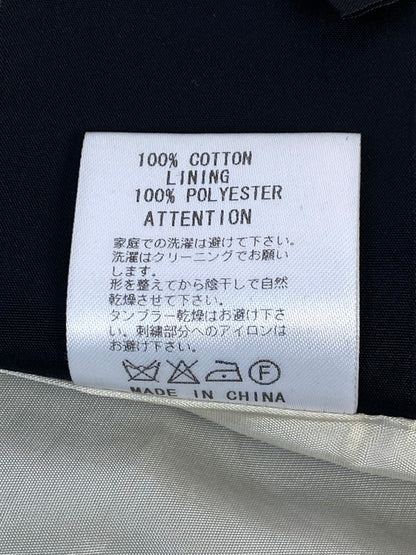 100% COTTON
LINING
100% POLYESTER
ATTENTION
家庭での洗濯は避けて下さい。
洗濯はクリーニングでお願い
します。
形を整えてから陰干しで自然
乾燥させて下さい。
タンブラー乾燥はお避け下さ
い。刺繍部分へのアイロンは
お避け下さい。
F
MADE IN CHINA